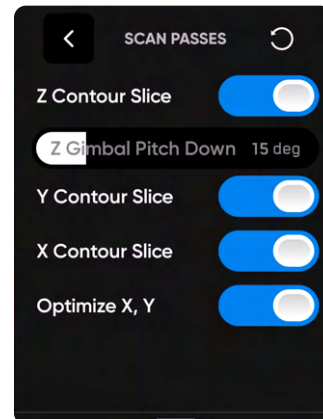 SCAN PASSES
Z Contour Slice
Z Gimbal Pitch Down 15 deg
Y Contour Slice
X Contour Slice
Optimize X, Y